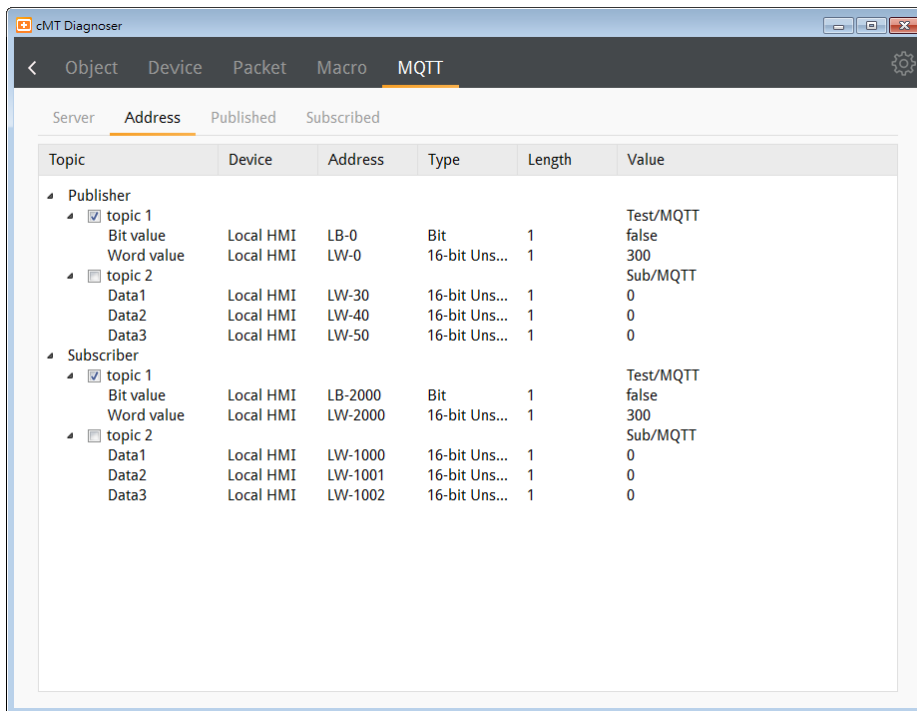 cMT Diagnoser
Object Device Packet Macro MQTT
Server Address Published Subscribed
Topic Device Address Type Length Value
Publisher
topic 1 Test/MQTT
Bit value Local HMI LB-0 Bit 1 false
Word value Local HMI LW-0 16-bit Uns... 1 300
topic 2 Sub/MQTT
Data1 Local HMI LW-30 16-bit Uns... 1 0
Data2 Local HMI LW-40 16-bit Uns... 1 0
Data3 Local HMI LW-50 16-bit Uns... 1 0
Subscriber
topic 1 Test/MQTT
Bit value Local HMI LB-2000 Bit 1 false
Word value Local HMI LW-2000 16-bit Uns... 1 300
topic 2 Sub/MQTT
Data1 Local HMI LW-1000 16-bit Uns... 1 0
Data2 Local HMI LW-1001 16-bit Uns... 1 0
Data3 Local HMI LW-1002 16-bit Uns... 1 0